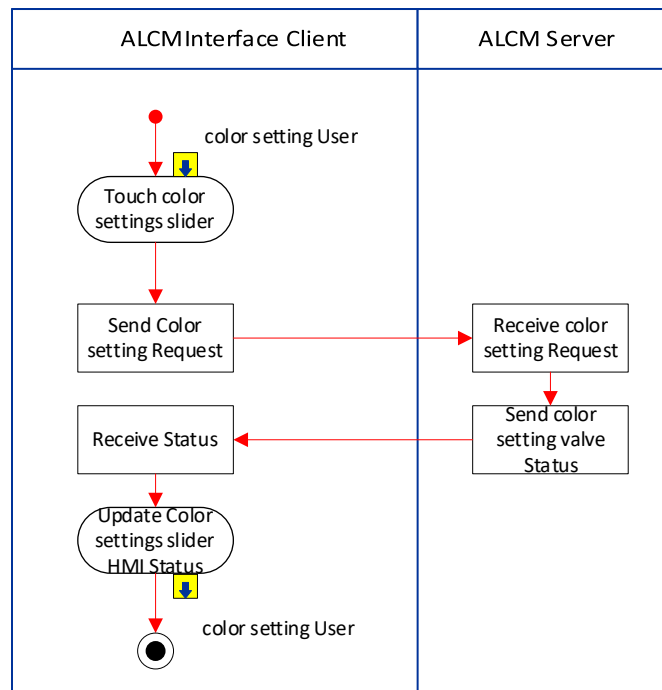 ALCMInterface Client
ALCM Server
color setting User
Touch color
settings slider
Send Color
setting Request
Receive color
setting Request
Receive Status
Send color
setting valve
Status
Update Color
settings slider
HMI Status
color setting User